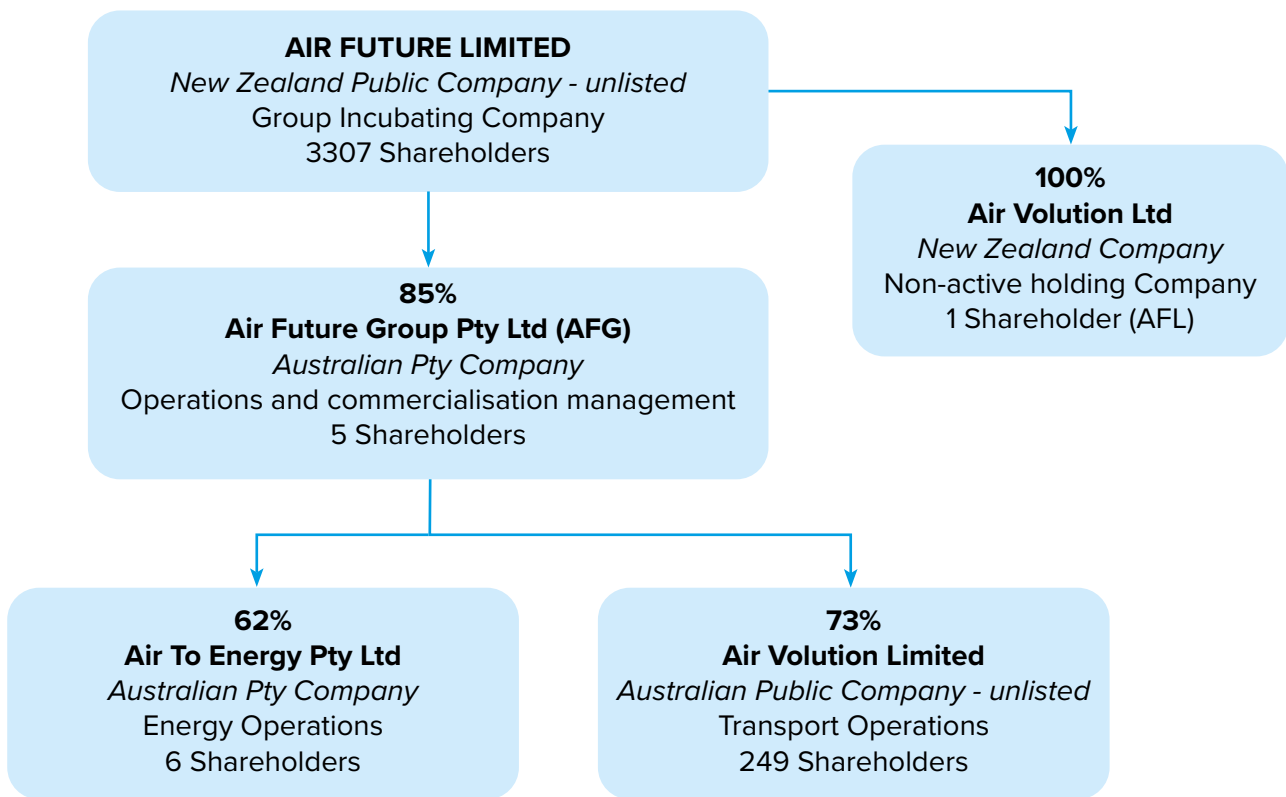 AIR FUTURE LIMITED
New Zealand Public Company - unlisted
Group Incubating Company
3307 Shareholders
100%
Air Volution Ltd
New Zealand Company
Non-active holding Company
1 Shareholder (AFL)
85%
Air Future Group Pty Ltd (AFG)
Australian Pty Company
Operations and commercialisation management
5 Shareholders
62%
Air To Energy Pty Ltd
Australian Pty Company
Energy Operations
6 Shareholders
73%
Air Volution Limited
Australian Public Company - unlisted
Transport Operations
249 Shareholders